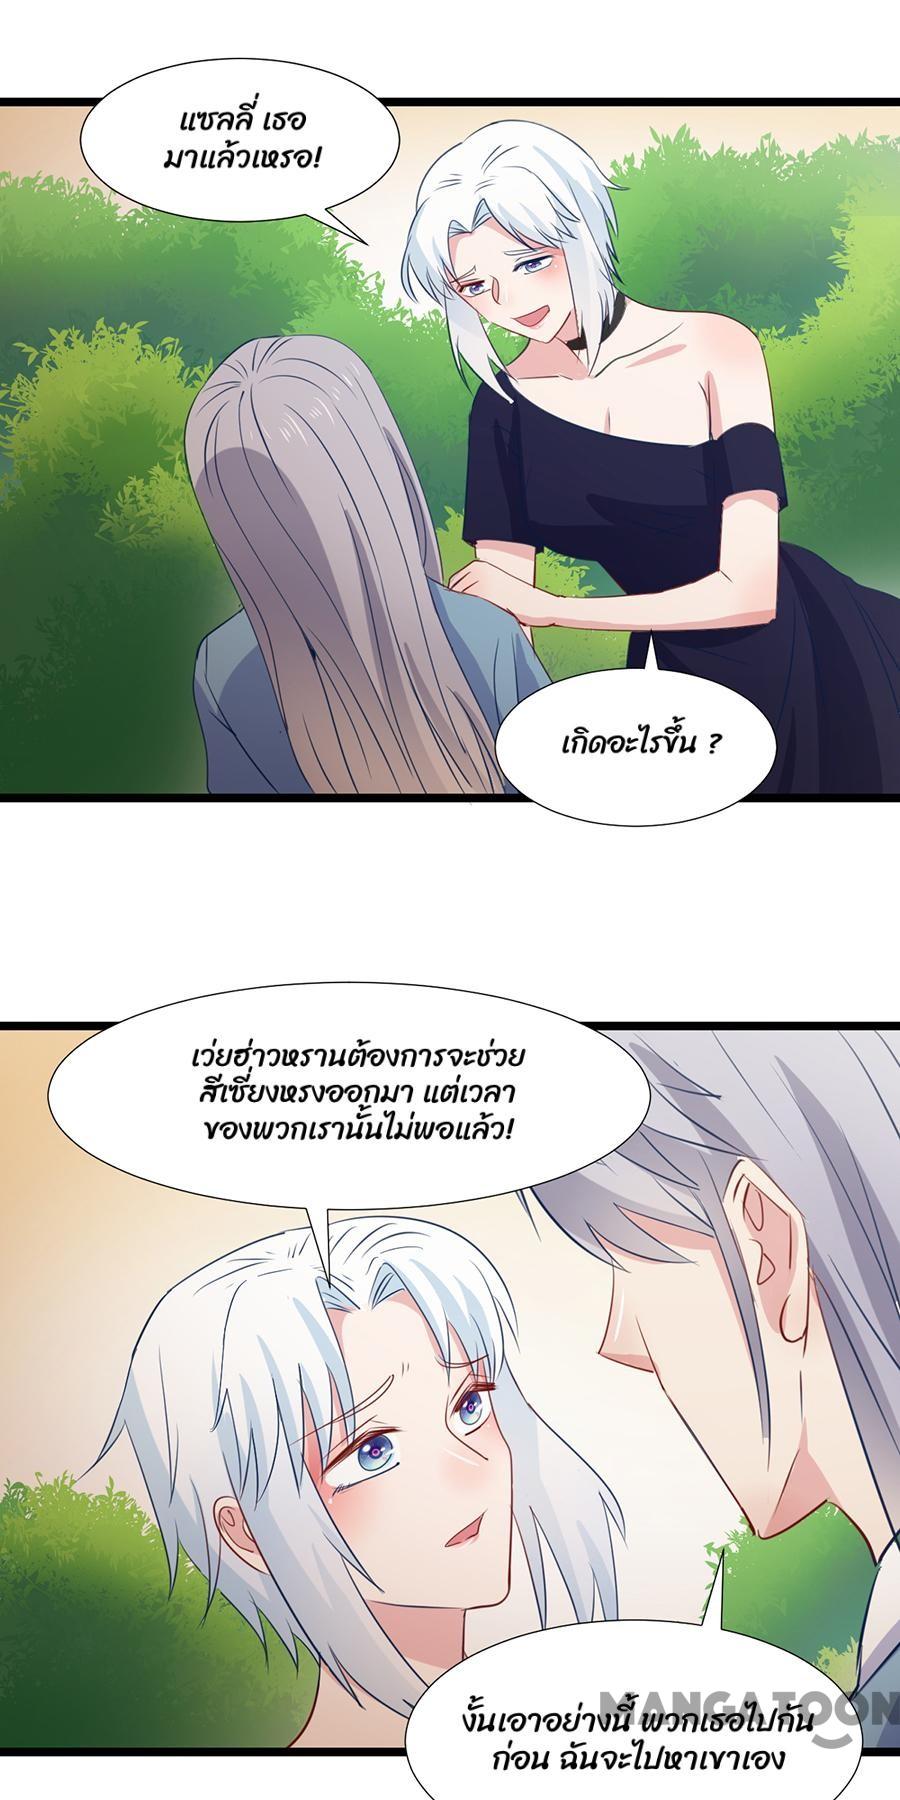 แซลลี่ เธอ
มาแล้วเหรอ!
เกิดอะไรขึ้น ?
เว่ยฮ่าวหรานต้องการจะช่วย
สีเซี่ยงหรงออกมา แต่เวลา
ของพวกเรานั้นไม่พอแล้ว!
MANGATOON
งั้นเอาอย่างนี้ พวกเธอไปกัน
ก่อน ฉันจะไปหาเขาเอง